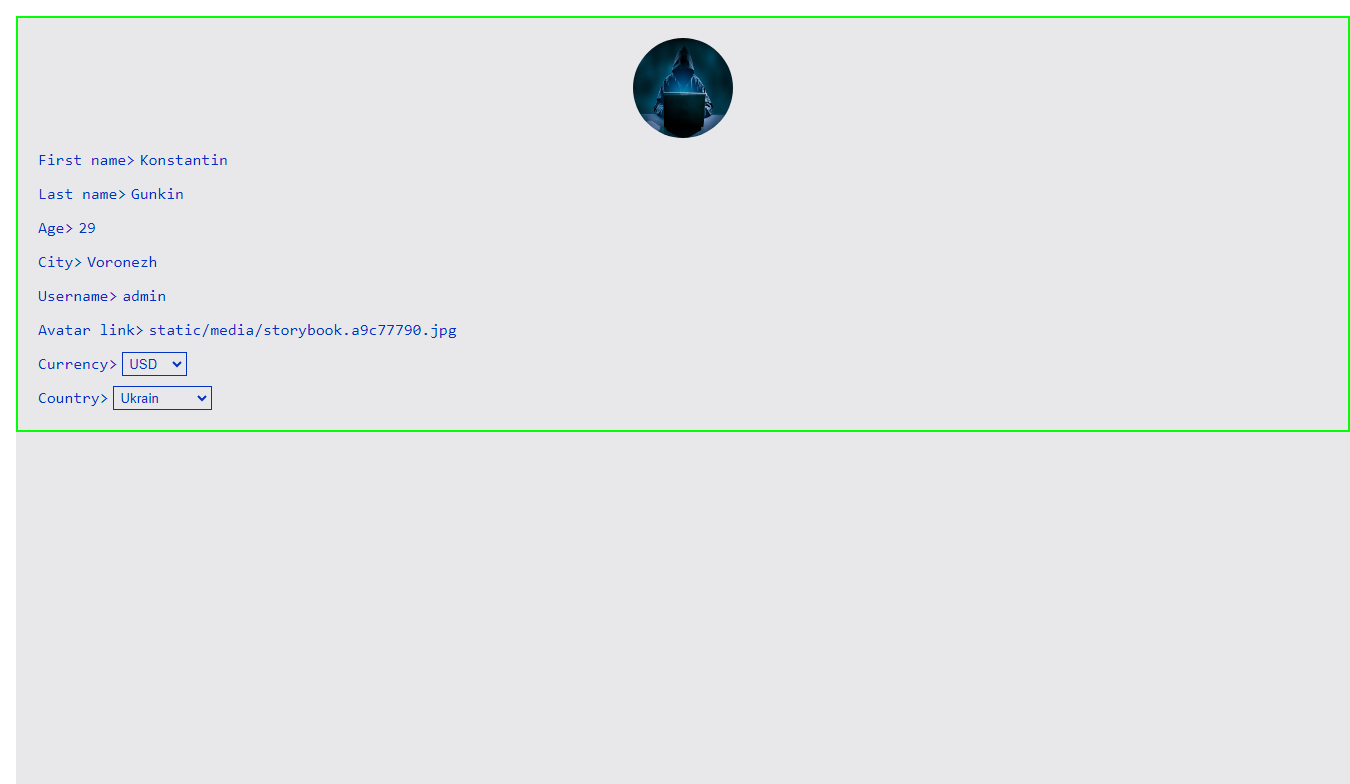 First name> Konstantin
Last name> Gunkin
Age> 29
City> Voronezh
Username> admin
Avatar link> static/media/storybook.a9c77790.jpg
Currency> USD
Country> Ukrain